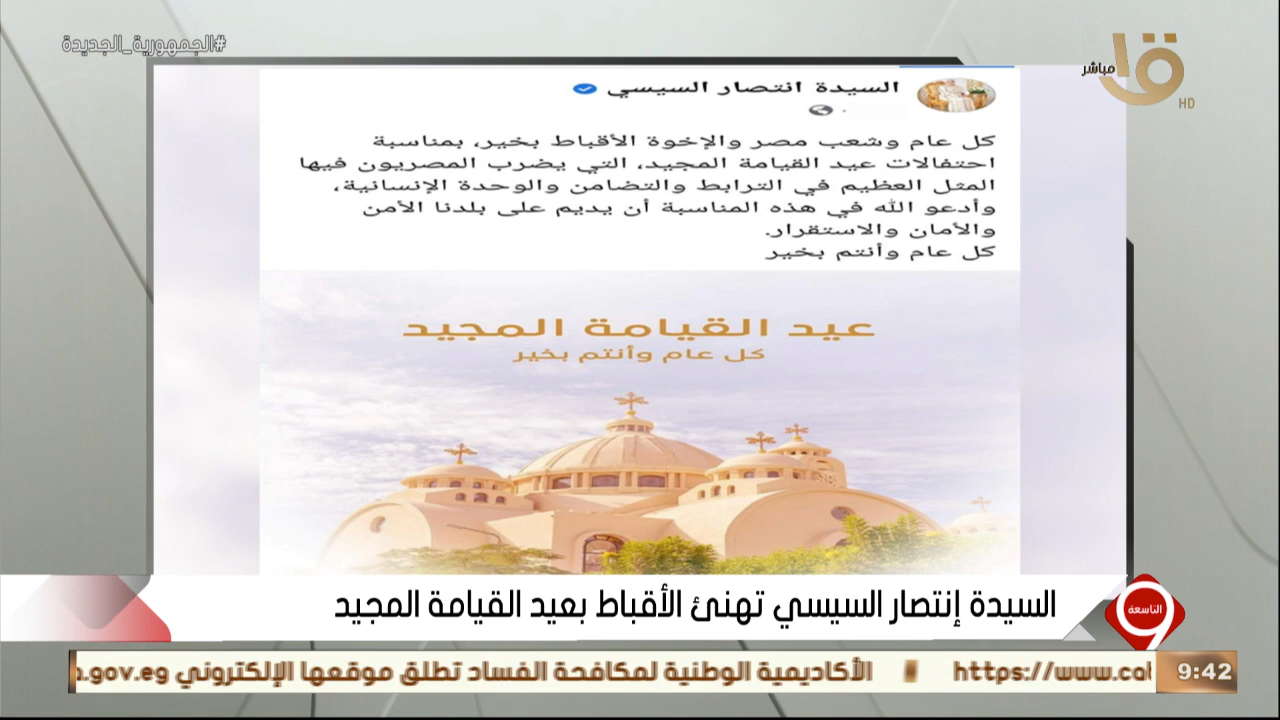 #الجمهورية_الجديدة
مباشر
HD
السيدة انتصار السيسي
كل عام وشعب مصر والإخوة الأقباط بخير، بمناسبة
احتفالات عيد القيامة المجيد، التي يضرب المصريون فيها
المثل العظيم في الترابط والتضامن والوحدة الإنسانية،
وأدعو الله في هذه المناسبة أن يديم على بلدنا الأمن
والأمان والاستقرار.
كل عام وأنتم بخير
عيد القيامة المجيد
كل عام وأنتم بخير
السيدة إنتصار السيسي تهنئ الأقباط بعيد القيامة المجيد
التاسعة
9
https://www.ca
الأكاديمية الوطنية لمكافحة الفساد تطلق موقعها الإلكتروني
.gov.eg
9:42